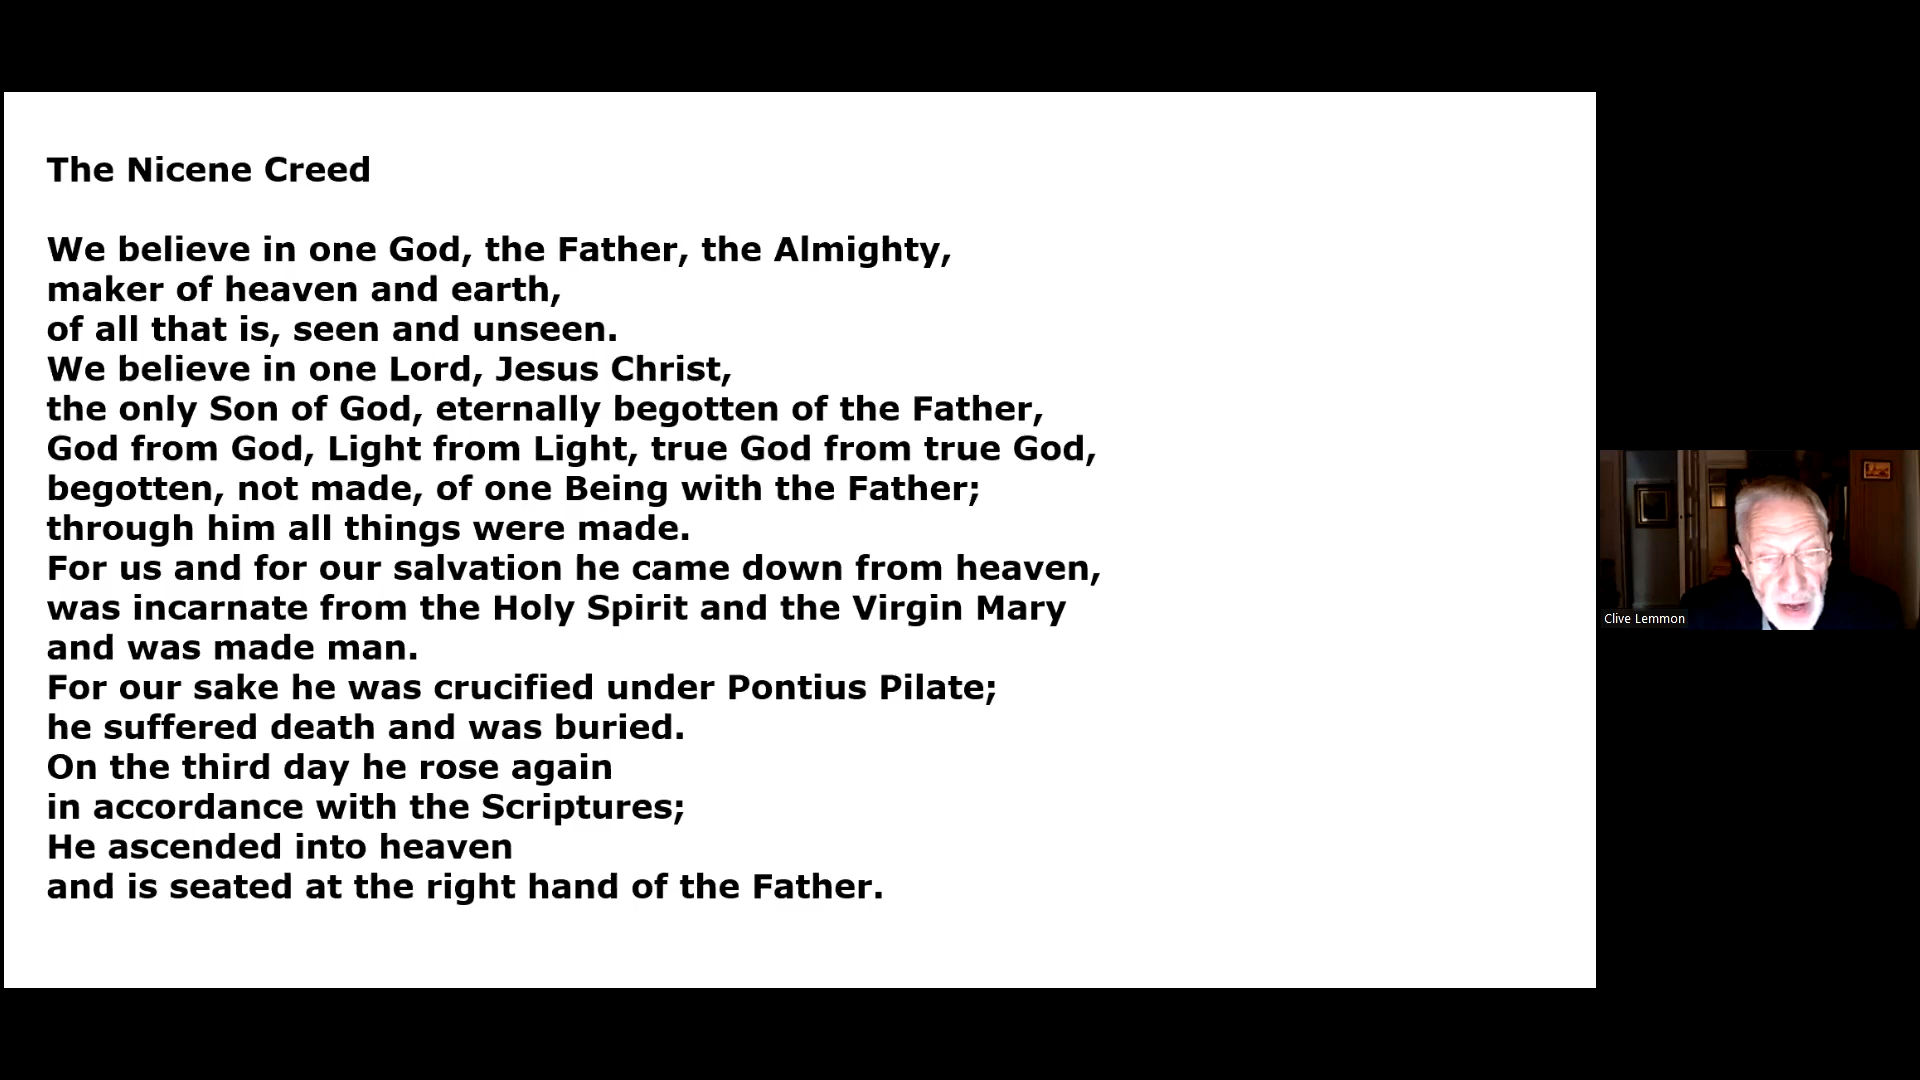 The Nicene Creed
We believe in one God, the Father, the Almighty,
maker of heaven and earth,
of all that is, seen and unseen.
We believe in one Lord, Jesus Christ,
the only Son of God, eternally begotten of the Father,
God from God, Light from Light, true God from true God,
begotten, not made, of one Being with the Father;
through him all things were made.
For us and for our salvation he came down from heaven,
was incarnate from the Holy Spirit and the Virgin Mary
and was made man.
For our sake he was crucified under Pontius Pilate;
he suffered death and was buried.
On the third day he rose again
in accordance with the Scriptures;
He ascended into heaven
and is seated at the right hand of the Father.
Clive Lemmon